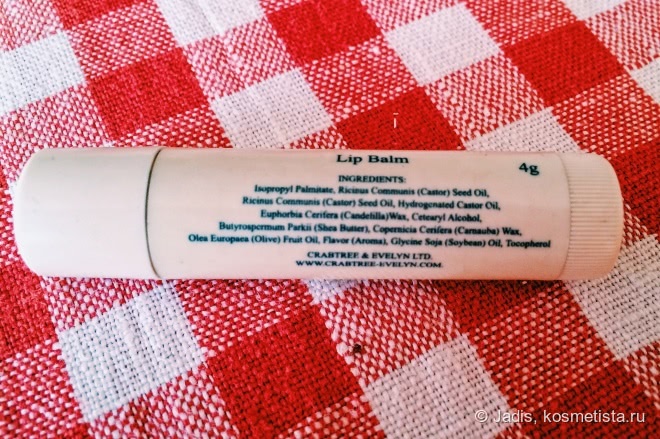 Lip Balm
4g
INGREDIENTS:
Isopropyl Palmitate, Ricinus Communis (Castor) Seed Oil,
Ricinus Communis (Castor) Seed Oil, Hydrogenated Castor Oil,
Euphorbia Cerifera (Candelilla)Wax, Cetearyl Alcohol,
Butyrospermum Parkii (Shea Butter), Copernicia Cerifera (Carnauba) Wax,
Olea Europaea (Olive) Fruit Oil, Flavor (Aroma), Glycine Soja (Soybean) Oil, Tocopherol
CRABTREE & EVELYN LTD.
WWW.CRABTREE-EVELYN.COM.
© Jadis, kosmetista.ru